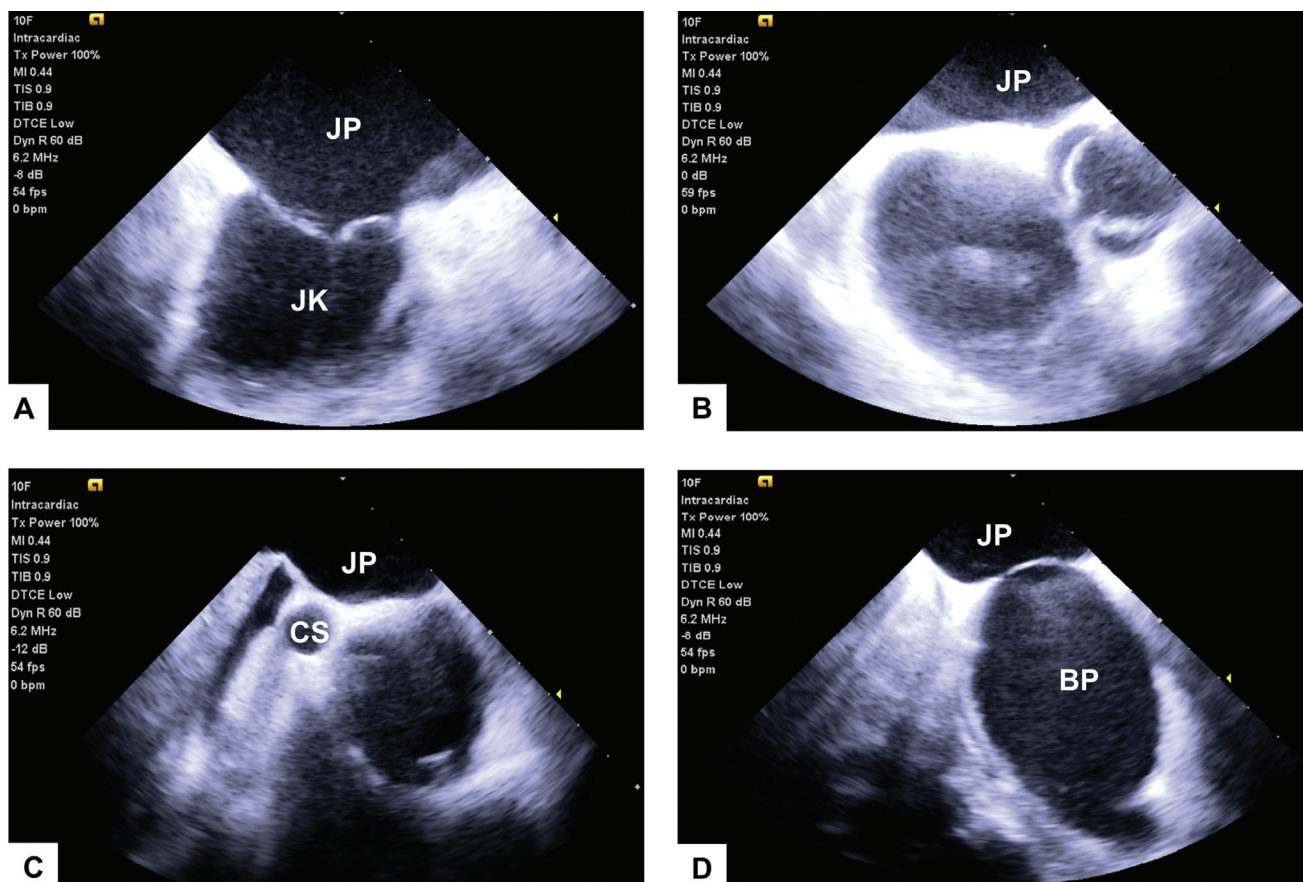 10F
Intracardiac
Tx Power 100%
MI 0.44
TIS 0.9
TIB 0.9
DTCE Low
Dyn R 60 dB
6.2 MHz
-8 dB
54 fps
0 bpm
JP
JK
A
10F
Intracardiac
Tx Power 100%
MI 0.44
TIS 0.9
TIB 0.9
DTCE Low
Dyn R 60 dB
6.2 MHz
0 dB
59 fps
0 bpm
JP
B
10F
Intracardiac
Tx Power 100%
MI 0.44
TIS 0.9
TIB 0.9
DTCE Low
Dyn R 60 dB
6.2 MHz
-12 dB
54 fps
0 bpm
JP
CS
C
10F
Intracardiac
Tx Power 100%
MI 0.44
TIS 0.9
TIB 0.9
DTCE Low
Dyn R 60 dB
6.2 MHz
-8 dB
54 fps
0 bpm
JP
BP
D